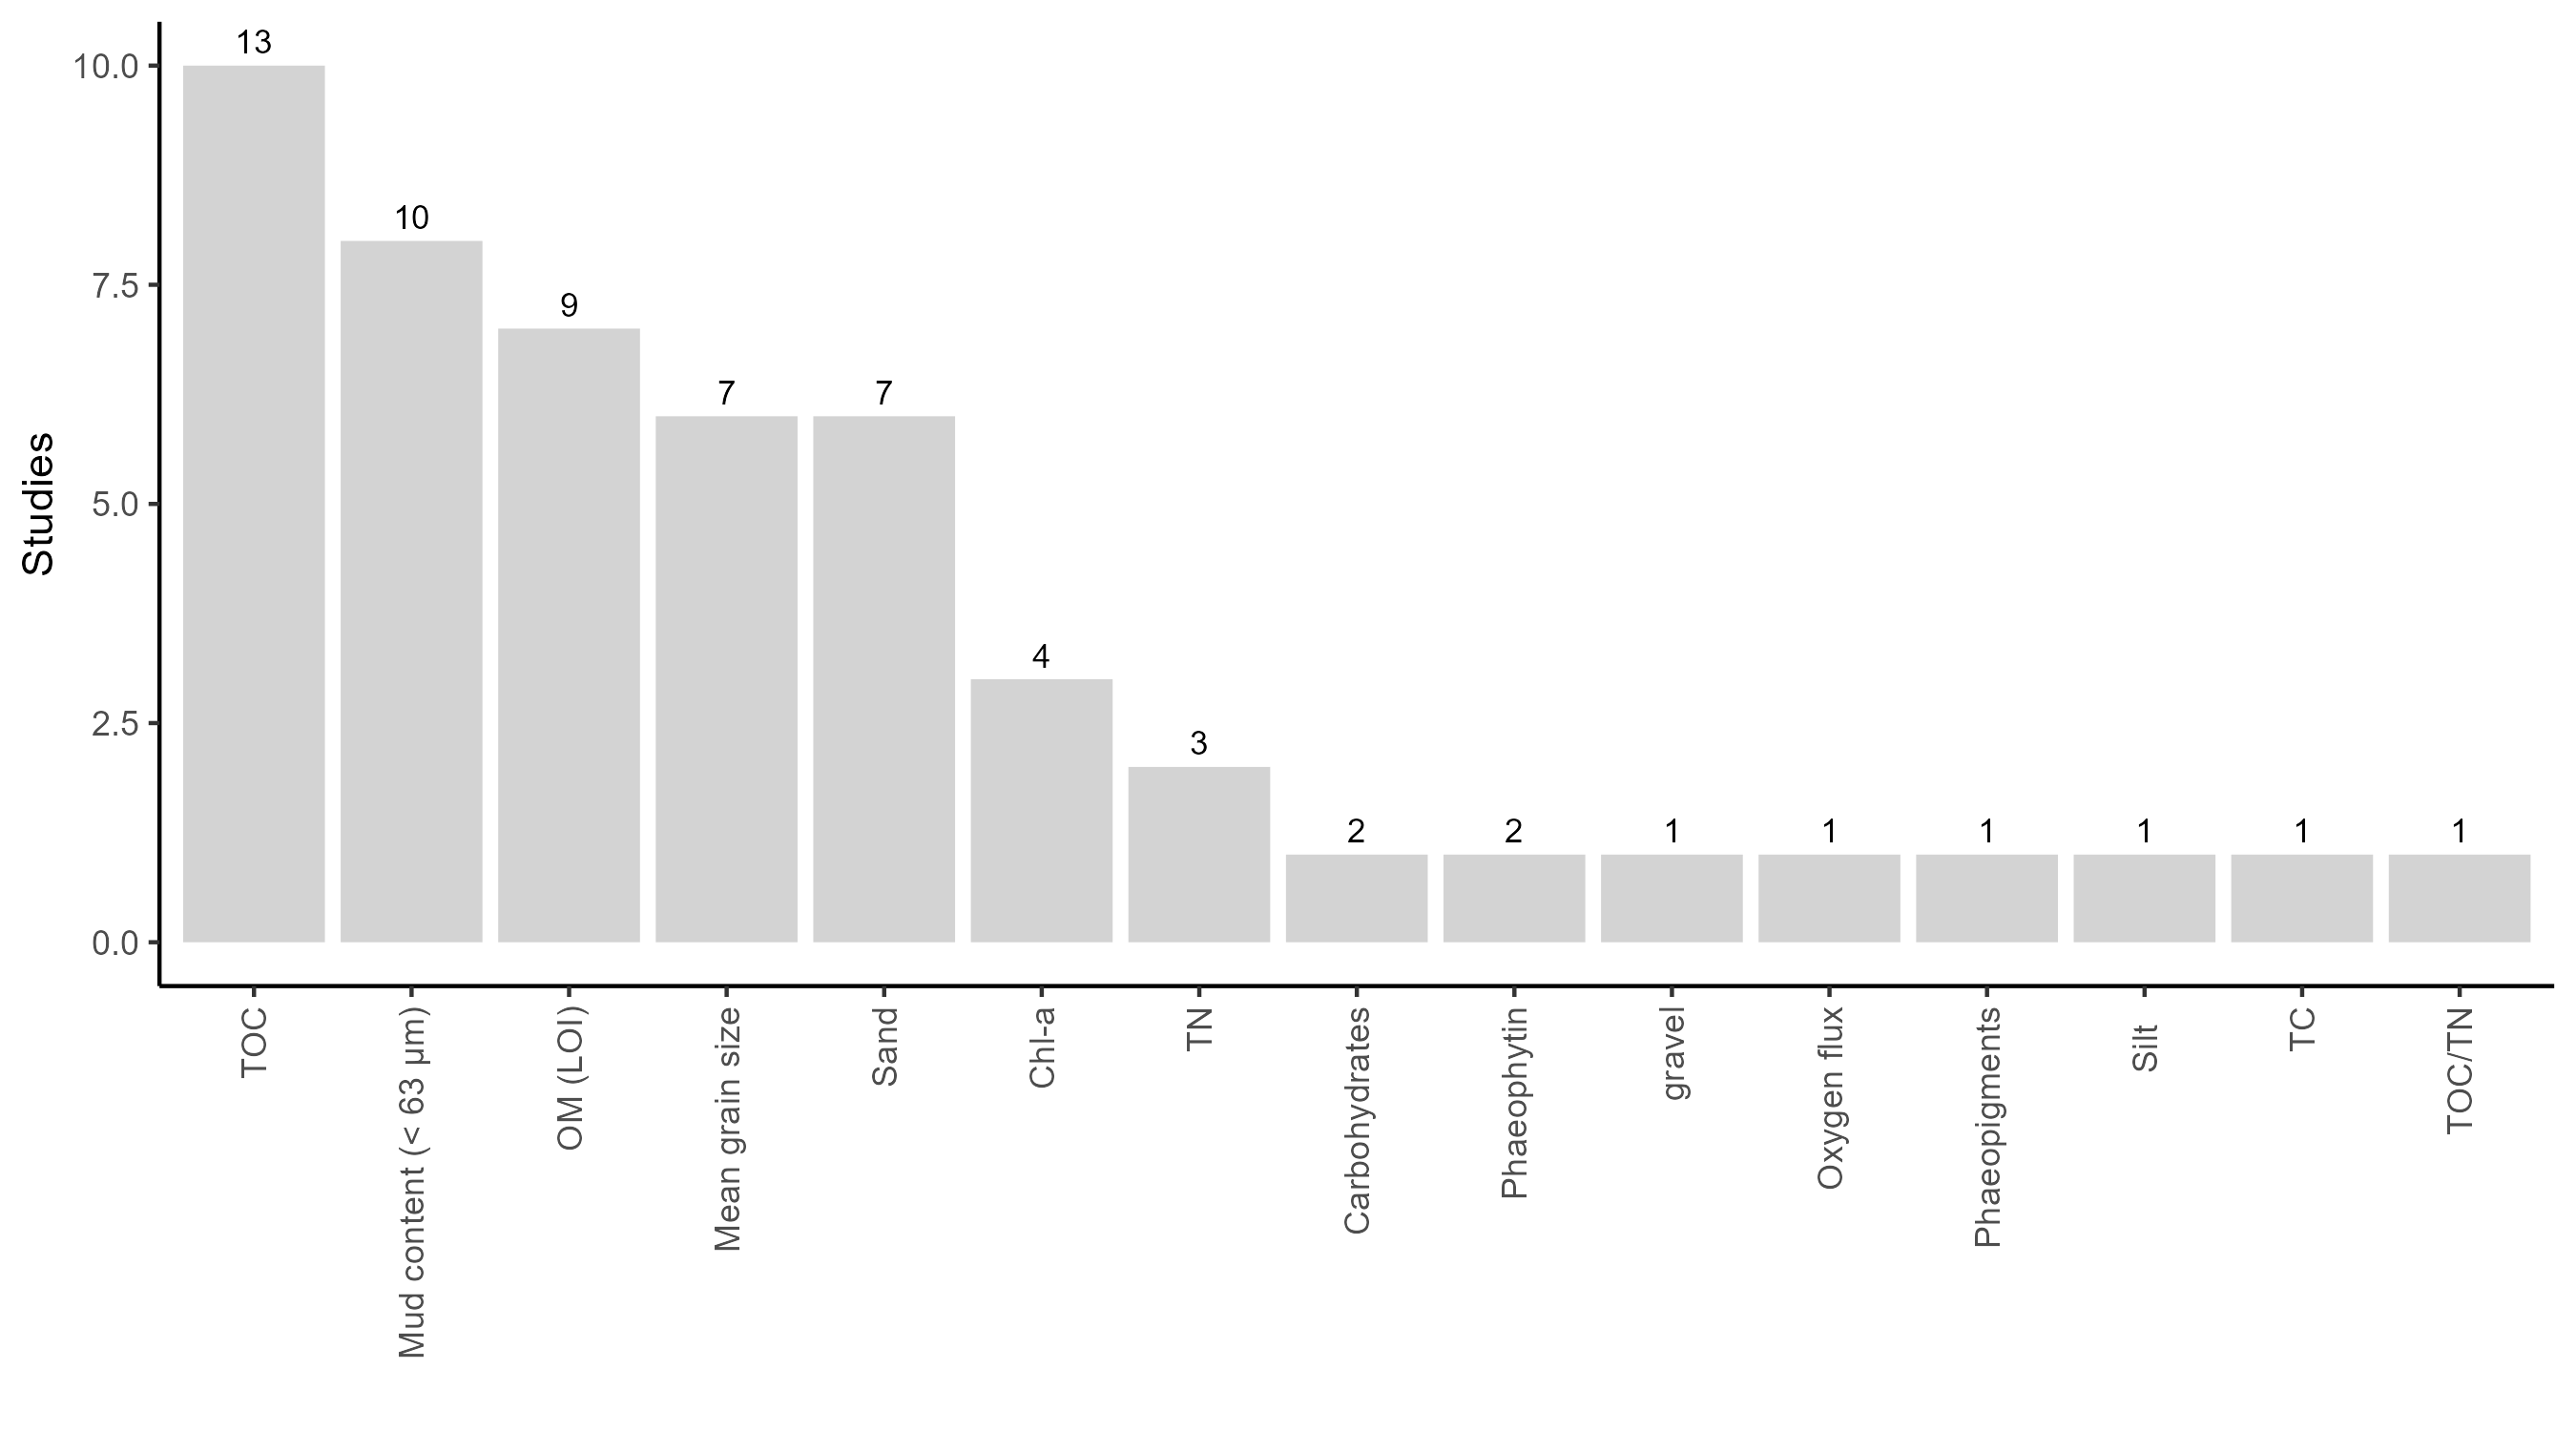 Studies
10.0
7.5
5.0
2.5
0.0
13
10
9
7
7
4
3
2
2
1
1
1
1
1
1
TOC
Mud content (< 63 µm)
OM (LOI)
Mean grain size
Sand
Chl-a
TN
Carbohydrates
Phaeophytin
gravel
Oxygen flux
Phaeopigments
Silt
TC
TOC/TN